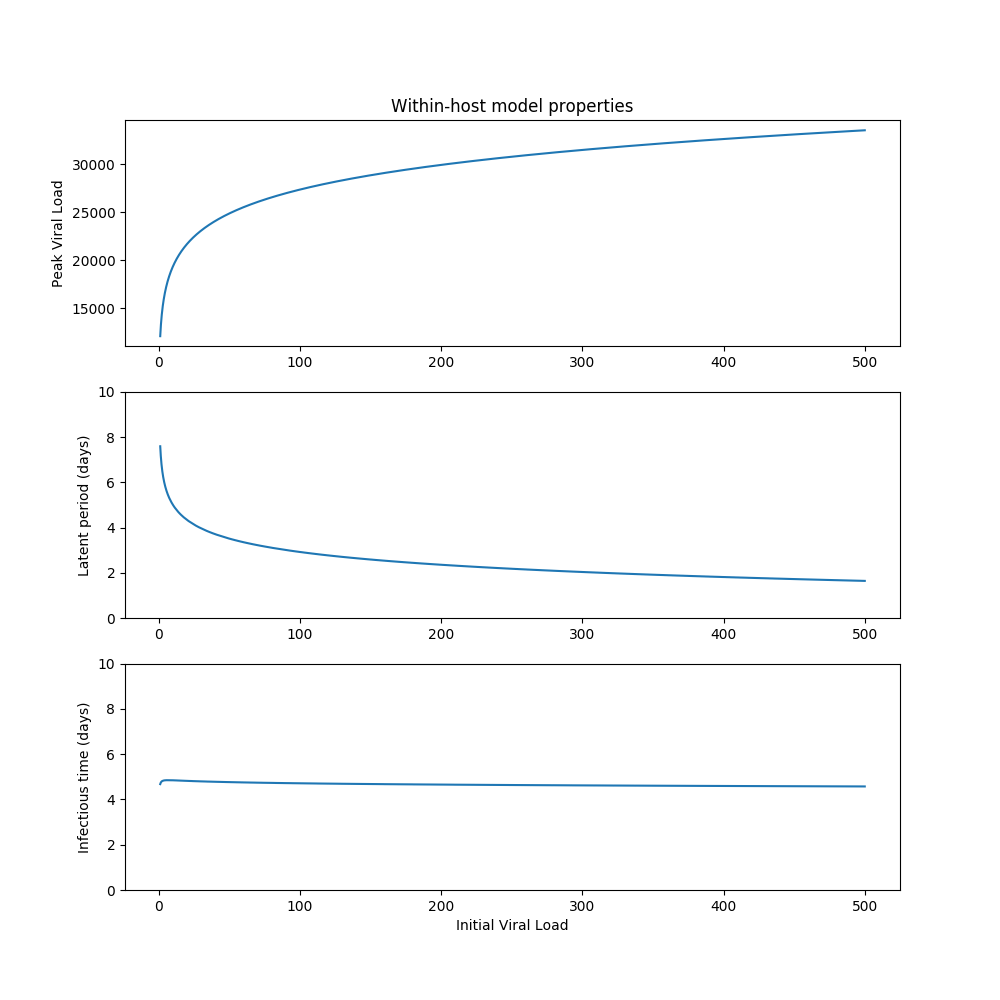 Within-host model properties
Peak Viral Load
30000
25000
20000
15000
0 100 200 300 400 500
Latent period (days)
10
8
6
4
2
0
0 100 200 300 400 500
Infectious time (days)
10
8
6
4
2
0
0 100 200 300 400 500
Initial Viral Load